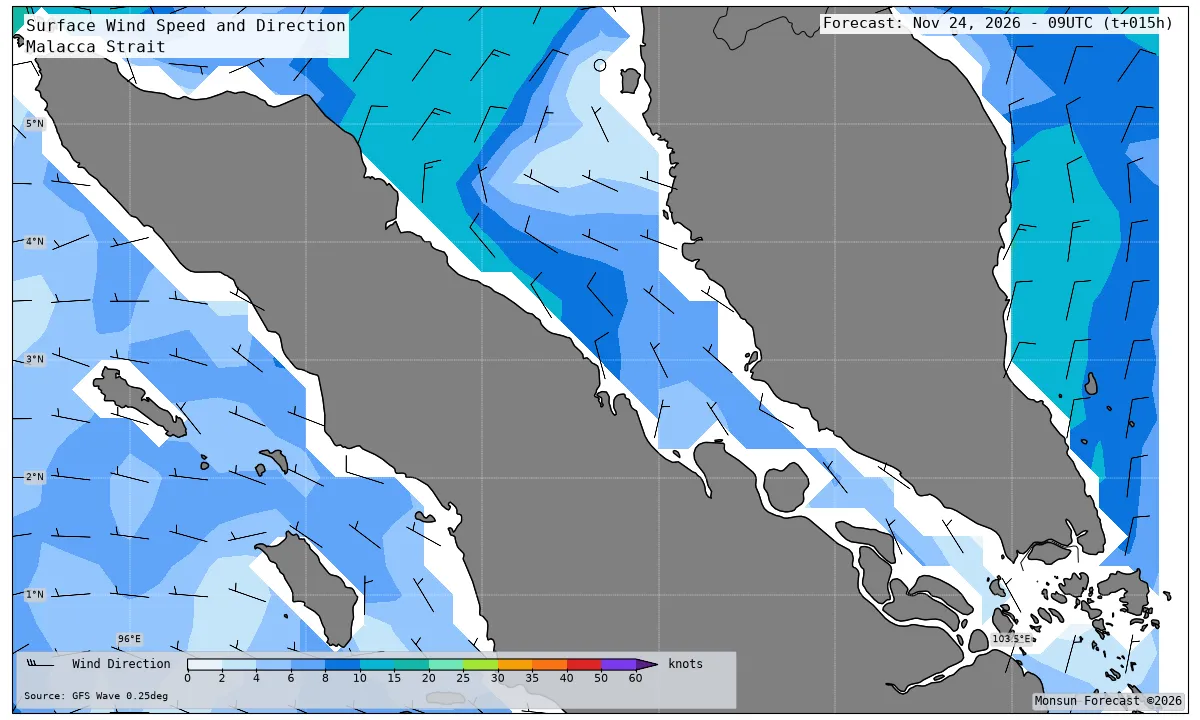 Surface Wind Speed and Direction
Malacca Strait
Forecast: Nov 24, 2026 - 09UTC (t+015h)
5°N
4°N
3°N
2°N
1°N
96°E
103.5°E
Wind Direction
0 2 4 6 8 10 15 20 25 30 35 40 50 60
knots
Source: GFS Wave 0.25deg
Monsun Forecast ©2026